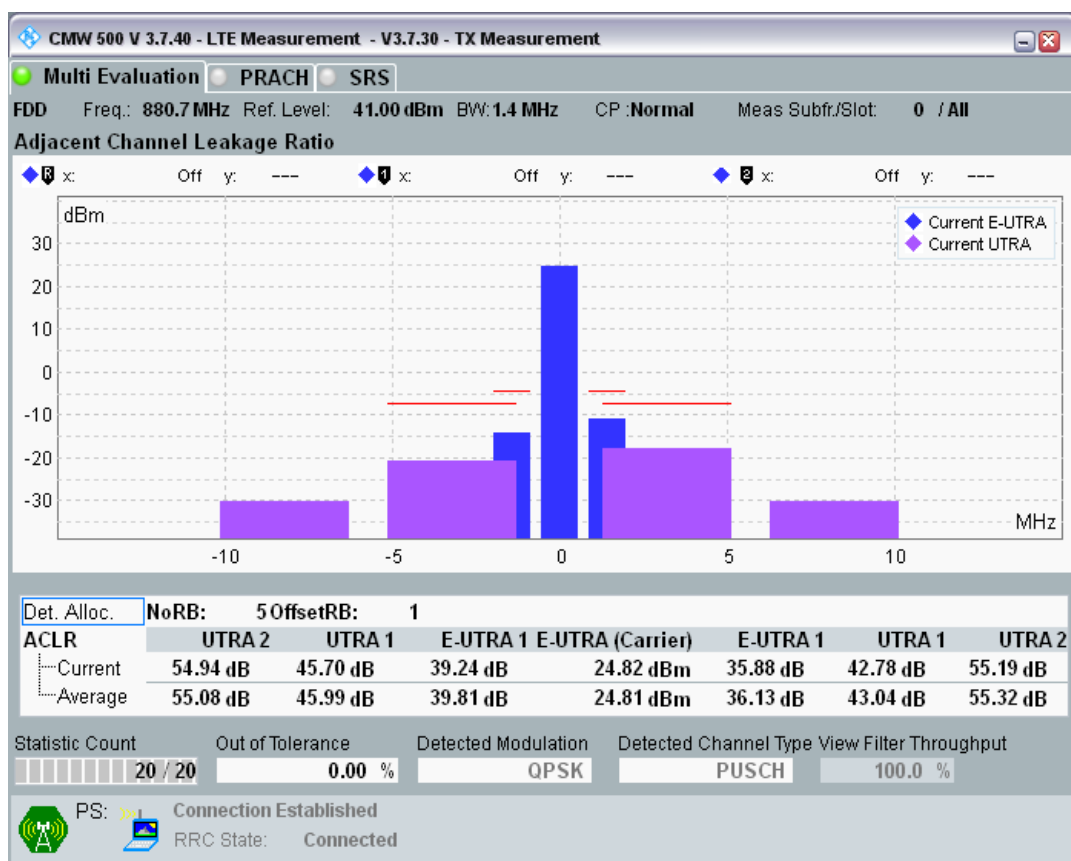 CMW 500 V 3.7.40 - LTE Measurement - V3.7.30 - TX Measurement
Multi Evaluation PRACH SRS
FDD Freq.: 880.7 MHz Ref. Level: 41.00 dBm BW: 1.4 MHz CP :Normal Meas Subfr./Slot: 0 / All
Adjacent Channel Leakage Ratio
R x: Off y: --- 1 x: Off y: --- 2 x: Off y: ---
dBm
Current E-UTRA
Current UTRA
30
20
10
0
-10
-20
-30
MHz
-10 -5 0 5 10
Det. Alloc. NoRB: 5 OffsetRB: 1
ACLR UTRA 2 UTRA 1 E-UTRA 1 E-UTRA (Carrier) E-UTRA 1 UTRA 1 UTRA 2
Current 54.94 dB 45.70 dB 39.24 dB 24.82 dBm 35.88 dB 42.78 dB 55.19 dB
Average 55.08 dB 45.99 dB 39.81 dB 24.81 dBm 36.13 dB 43.04 dB 55.32 dB
Statistic Count Out of Tolerance Detected Modulation Detected Channel Type View Filter Throughput
20 / 20 0.00 % QPSK PUSCH 100.0 %
PS: Connection Established
RRC State: Connected